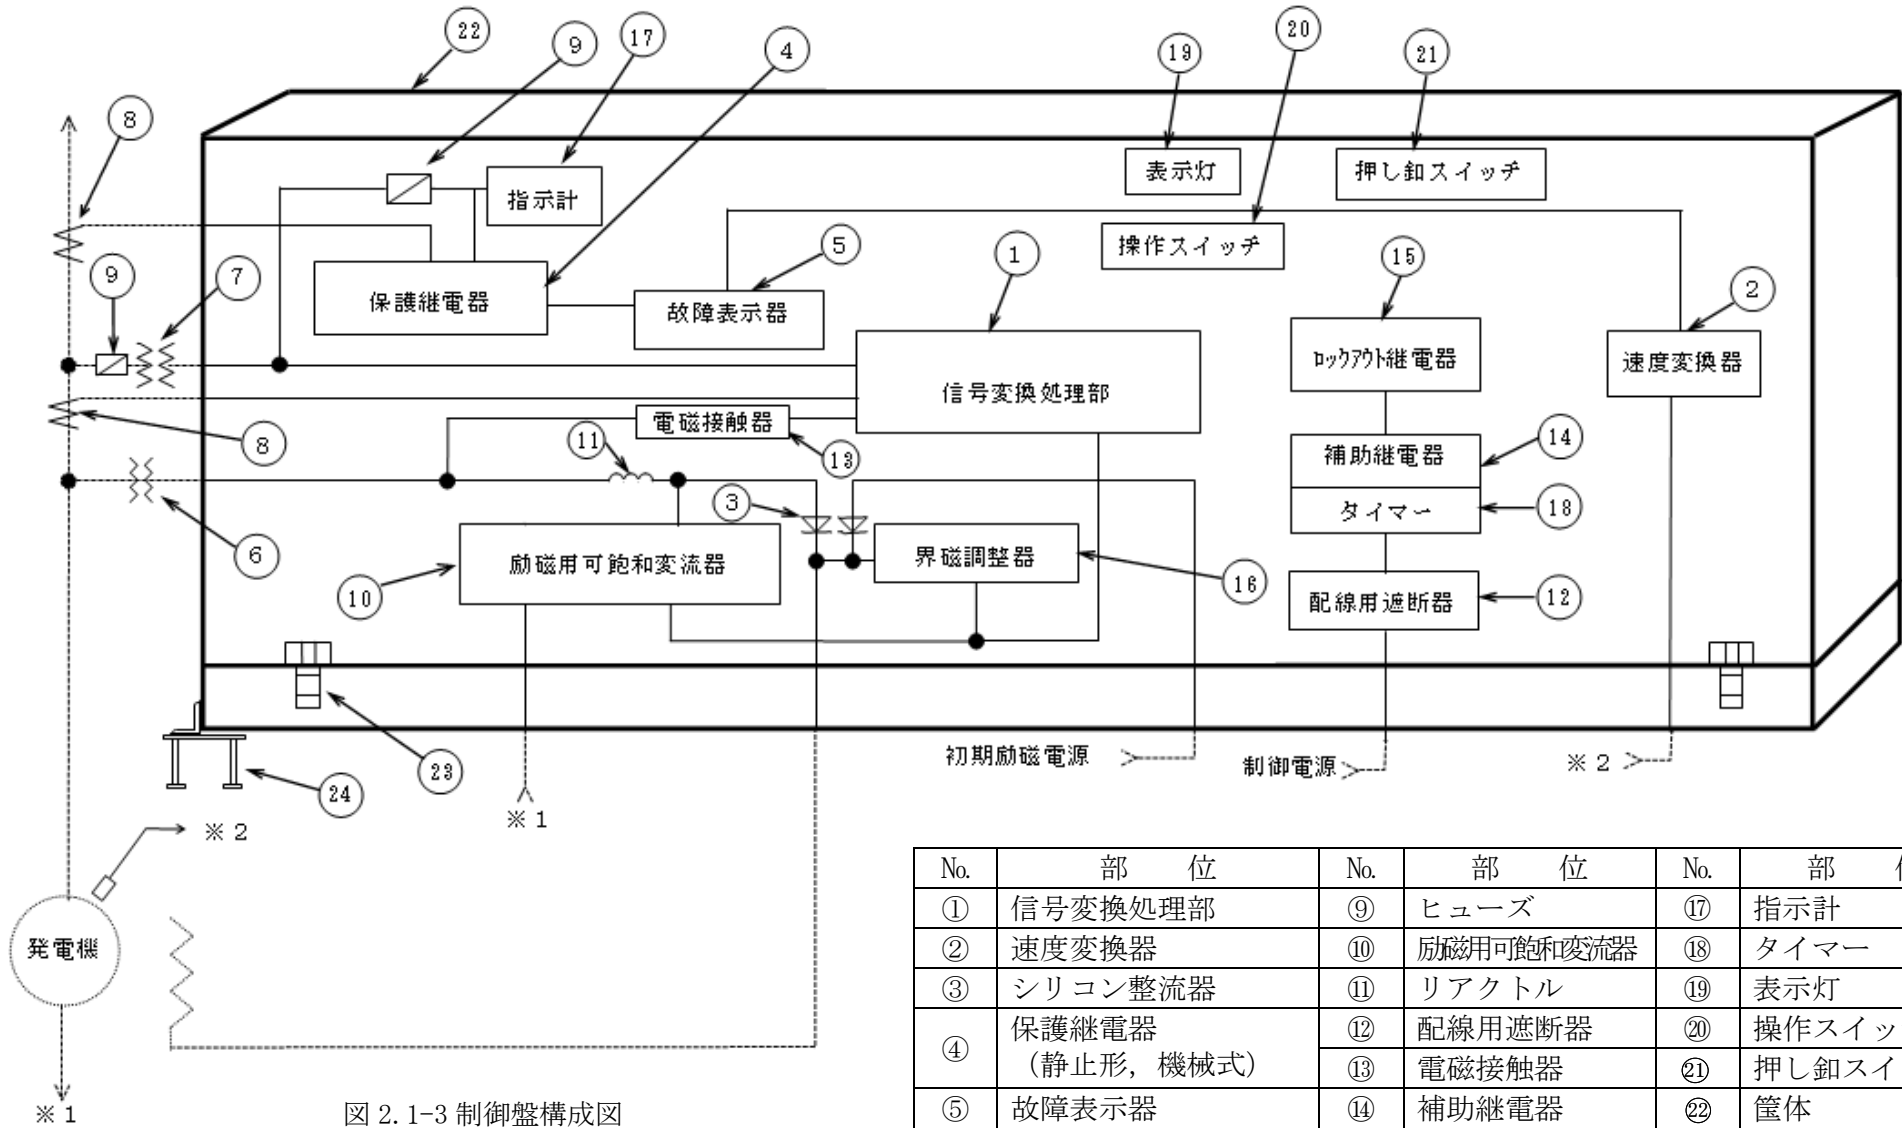 22
9
17
4
19
20
21
8
表示灯
押し釦スイッチ
指示計
操作スイッチ
5
1
15
9
7
2
保護継電器
故障表示器
ロックアウト継電器
速度変換器
信号変換処理部
電磁接触器
8
11
13
14
補助継電器
3
タイマー
18
6
励磁用可飽和変流器
界磁調整器
10
16
配線用遮断器
12
23
24
初期励磁電源
制御電源
※2
※1
※2
発電機
※1
図 2.1-3 制御盤構成図
No. 部 位 No. 部 位 No. 部
① 信号変換処理部 ⑨ ヒューズ ⑰ 指示計
② 速度変換器 ⑩ 励磁用可飽和変流器 ⑱ タイマー
③ シリコン整流器 ⑪ リアクトル ⑲ 表示灯
④ 保護継電器 ⑫ 配線用遮断器 ⑳ 操作スイッ
（静止形，機械式） ⑬ 電磁接触器 ㉑ 押し釦スイ
⑤ 故障表示器 ⑭ 補助継電器 ㉒ 筐体